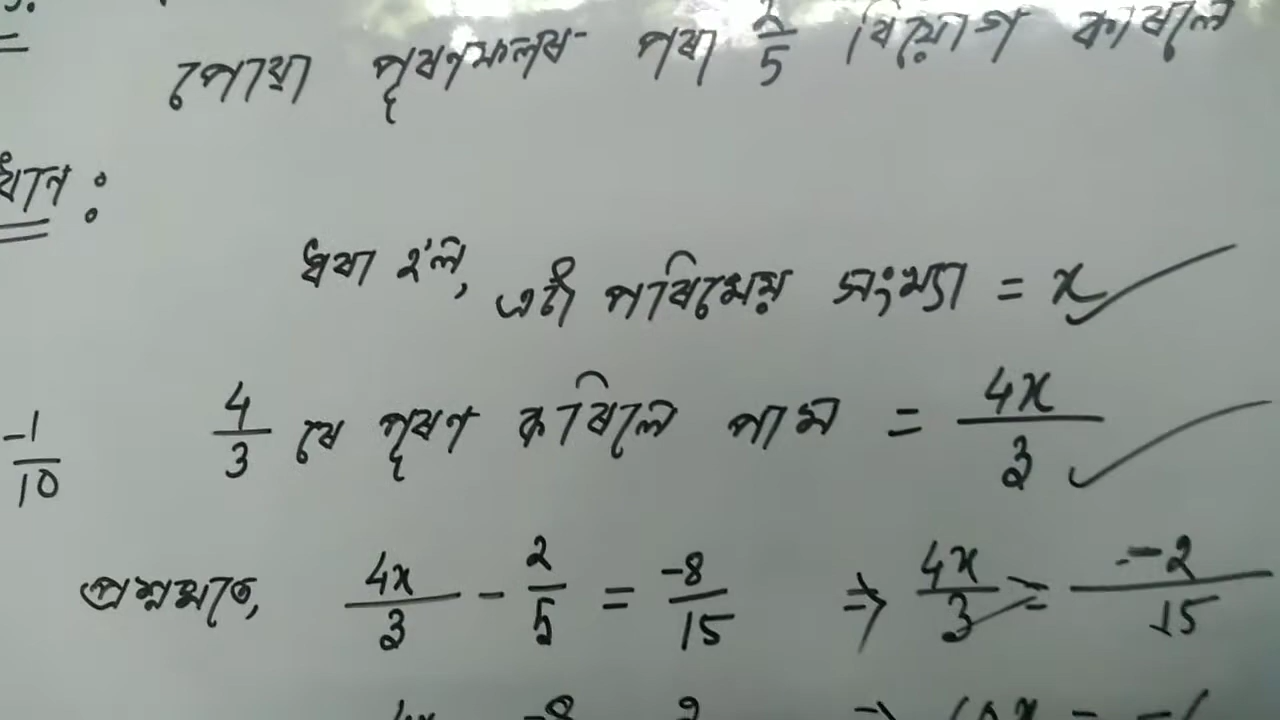 পোৱা পূৰণফলৰ পৰা 2/5 বিয়োগ কৰিলে
ধান :
ধৰা হ'ল, এটা পৰিমেয় সংখ্যা = x
4/3 ৰে পূৰণ কৰিলে পাম = 4x/3
-1/10
প্ৰশ্নমতে, 4x/3 - 2/5 = -8/15 ⇒ 4x/3 = -2/15